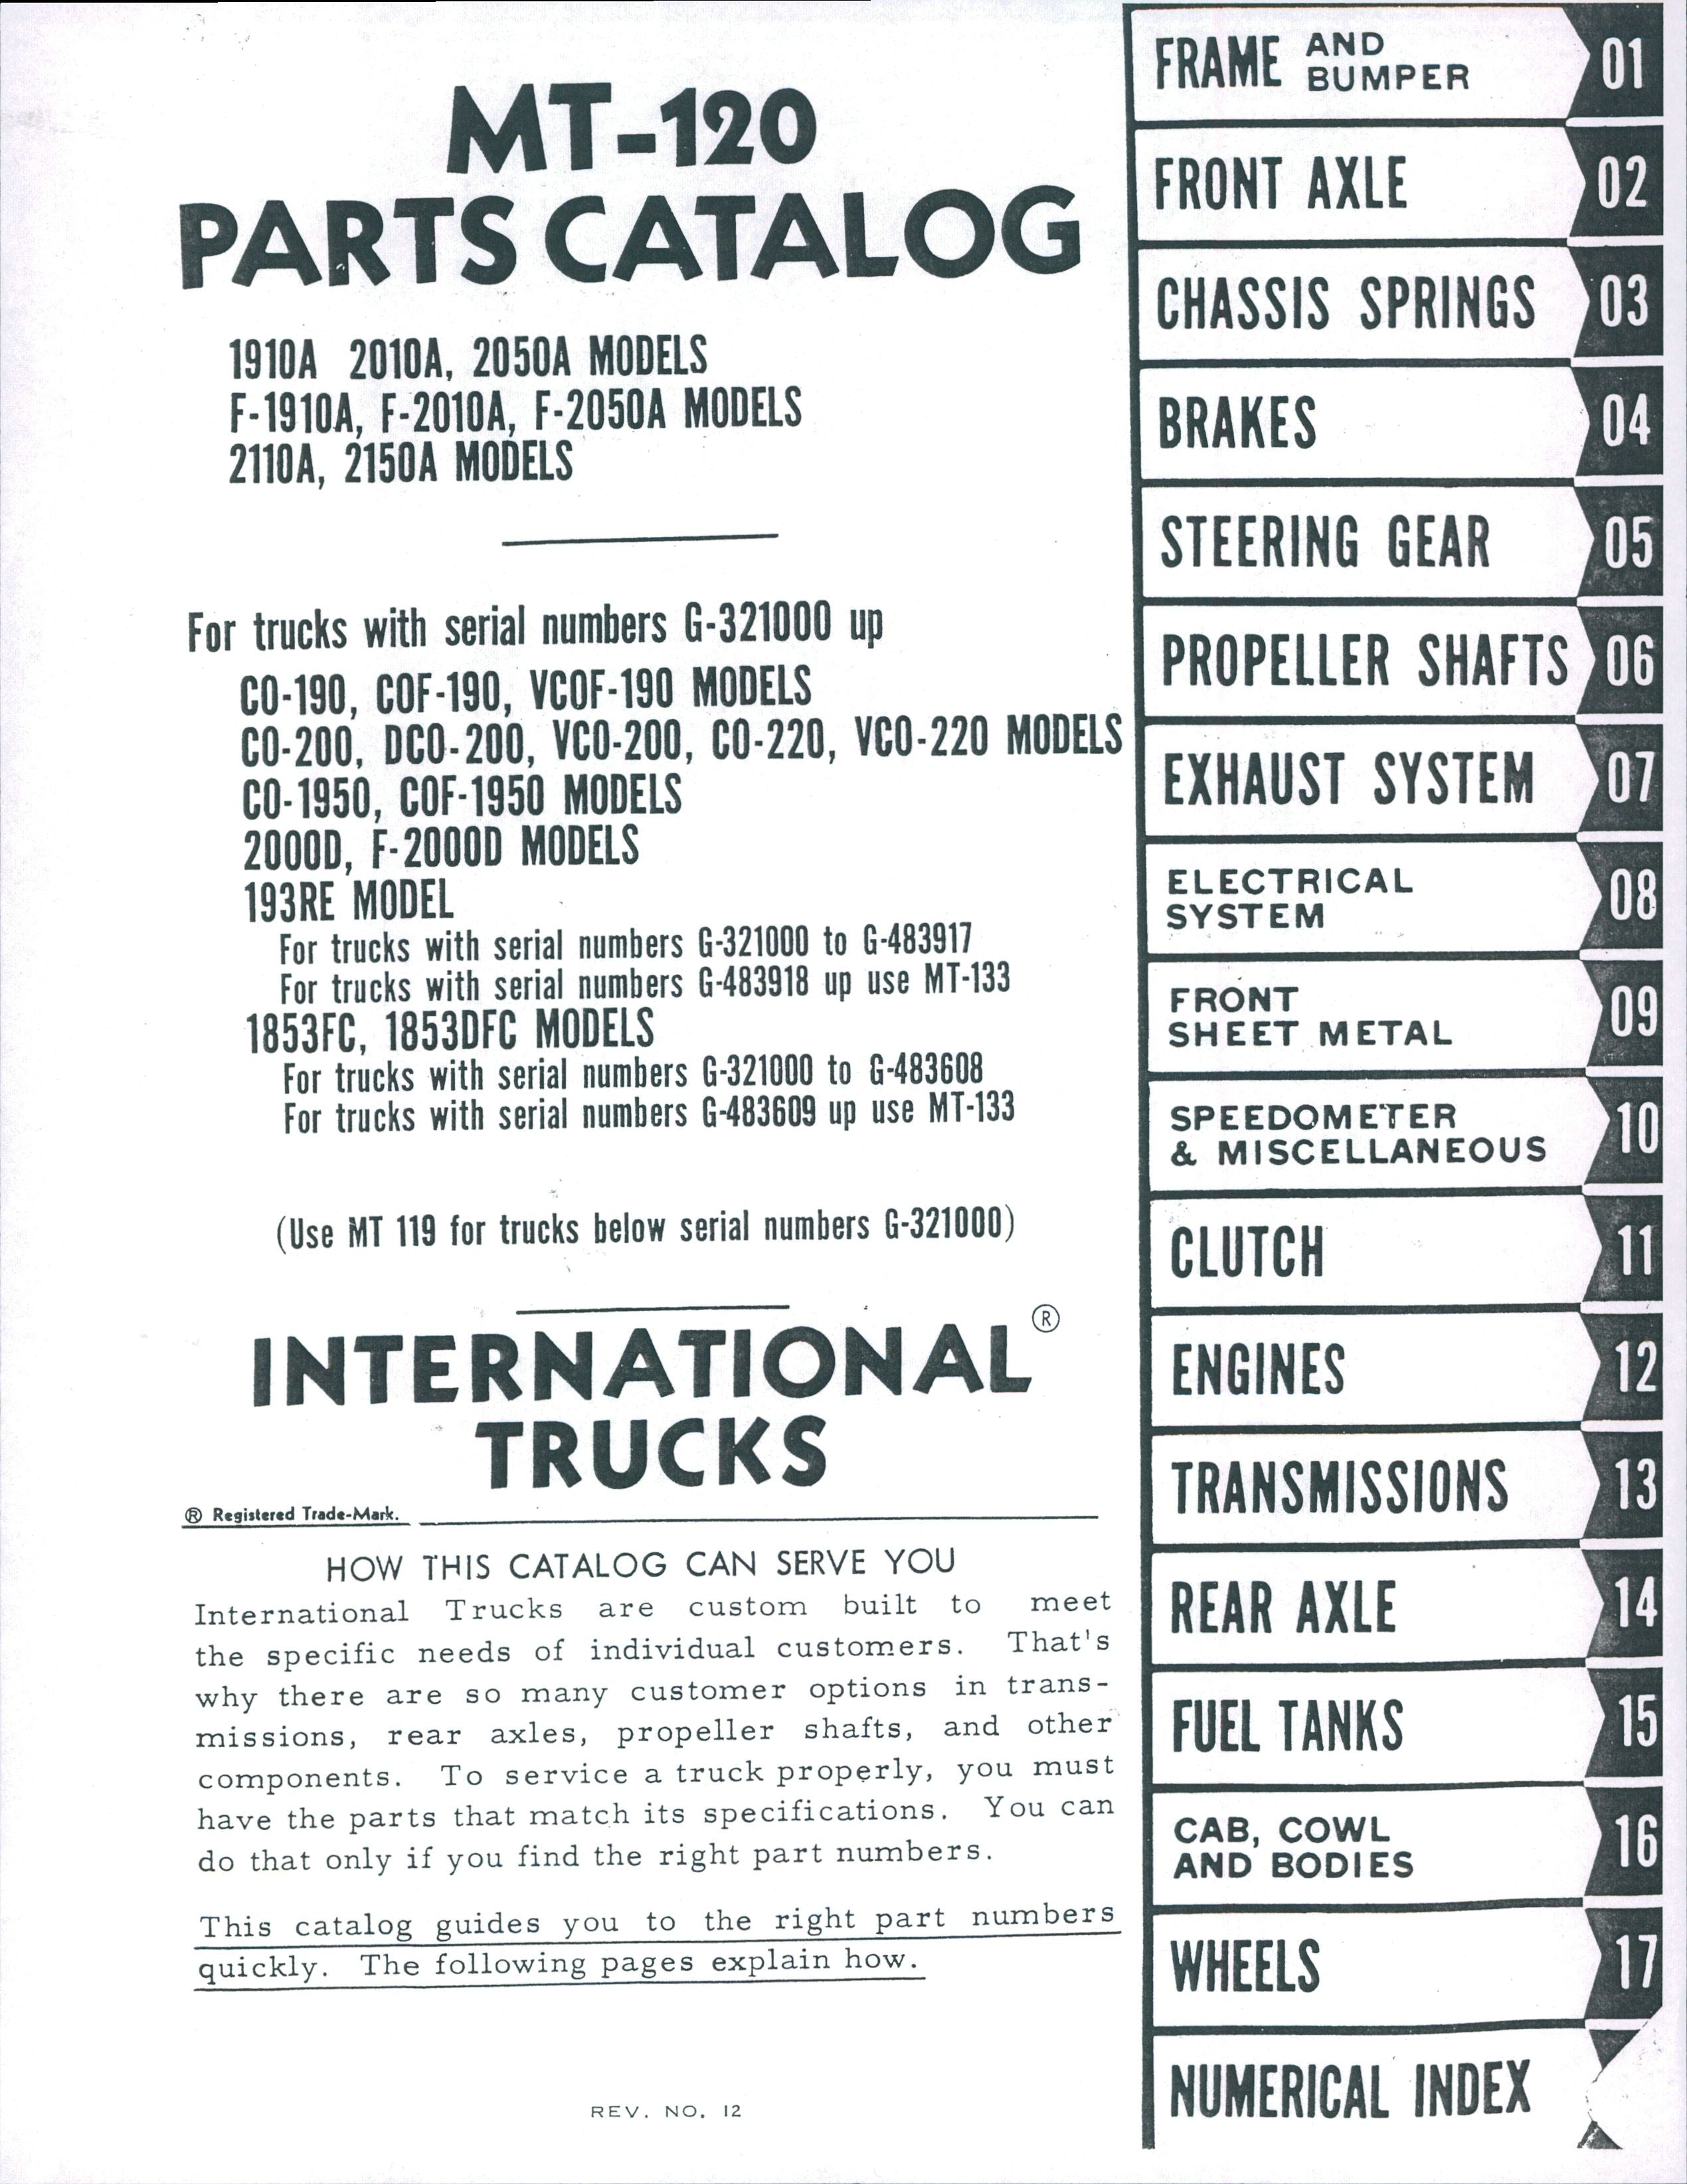 MT-120
PARTS CATALOG
1910A 2010A, 2050A MODELS
F-1910A, F-2010A, F-2050A MODELS
2110A, 2150A MODELS
For trucks with serial numbers G-321000 up
CO-190, COF-190, VCOF-190 MODELS
CO-200, DCO-200, VCO-200, CO-220, VCO-220 MODELS
CO-1950, COF-1950 MODELS
2000D, F-2000D MODELS
193RE MODEL
For trucks with serial numbers G-321000 to G-483917
For trucks with serial numbers G-483918 up use MT-133
1853FC, 1853DFC MODELS
For trucks with serial numbers G-321000 to G-483608
For trucks with serial numbers G-483609 up use MT-133
(Use MT 119 for trucks below serial numbers G-321000)
INTERNATIONAL®
TRUCKS
® Registered Trade-Mark.
HOW THIS CATALOG CAN SERVE YOU
International Trucks are custom built to meet
the specific needs of individual customers. That's
why there are so many customer options in trans-
missions, rear axles, propeller shafts, and other
components. To service a truck properly, you must
have the parts that match its specifications. You can
do that only if you find the right part numbers.
This catalog guides you to the right part numbers
quickly. The following pages explain how.
REV. NO. 12
FRAME AND BUMPER 01
FRONT AXLE 02
CHASSIS SPRINGS 03
BRAKES 04
STEERING GEAR 05
PROPELLER SHAFTS 06
EXHAUST SYSTEM 07
ELECTRICAL
SYSTEM 08
FRONT
SHEET METAL 09
SPEEDOMETER
& MISCELLANEOUS 10
CLUTCH 11
ENGINES 12
TRANSMISSIONS 13
REAR AXLE 14
FUEL TANKS 15
CAB, COWL
AND BODIES 16
WHEELS 17
NUMERICAL INDEX